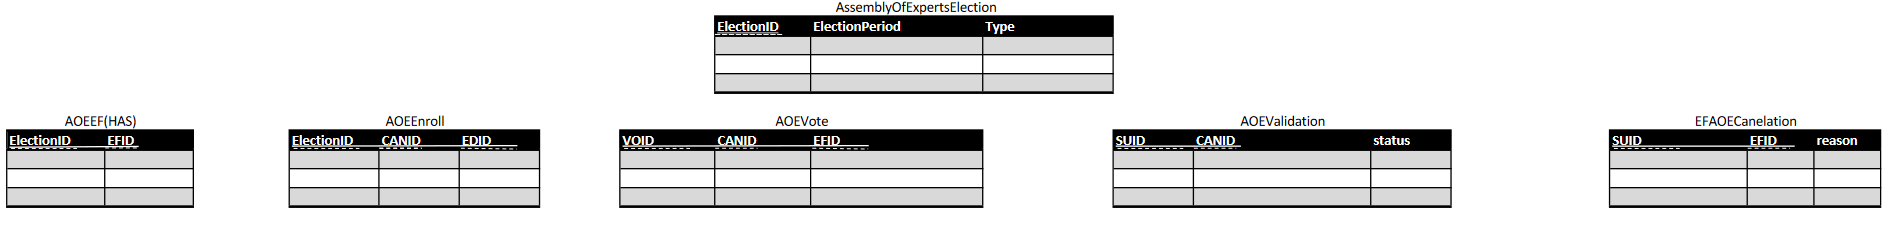 AssemblyOfExpertsElection
ElectionID ElectionPeriod Type
AOEEF(HAS) AOEEnroll AOEVote AOEValidation EFAOECanelation
ElectionID EFID ElectionID CANID EDID VOID CANID EFID SUID CANID status SUID EFID reason